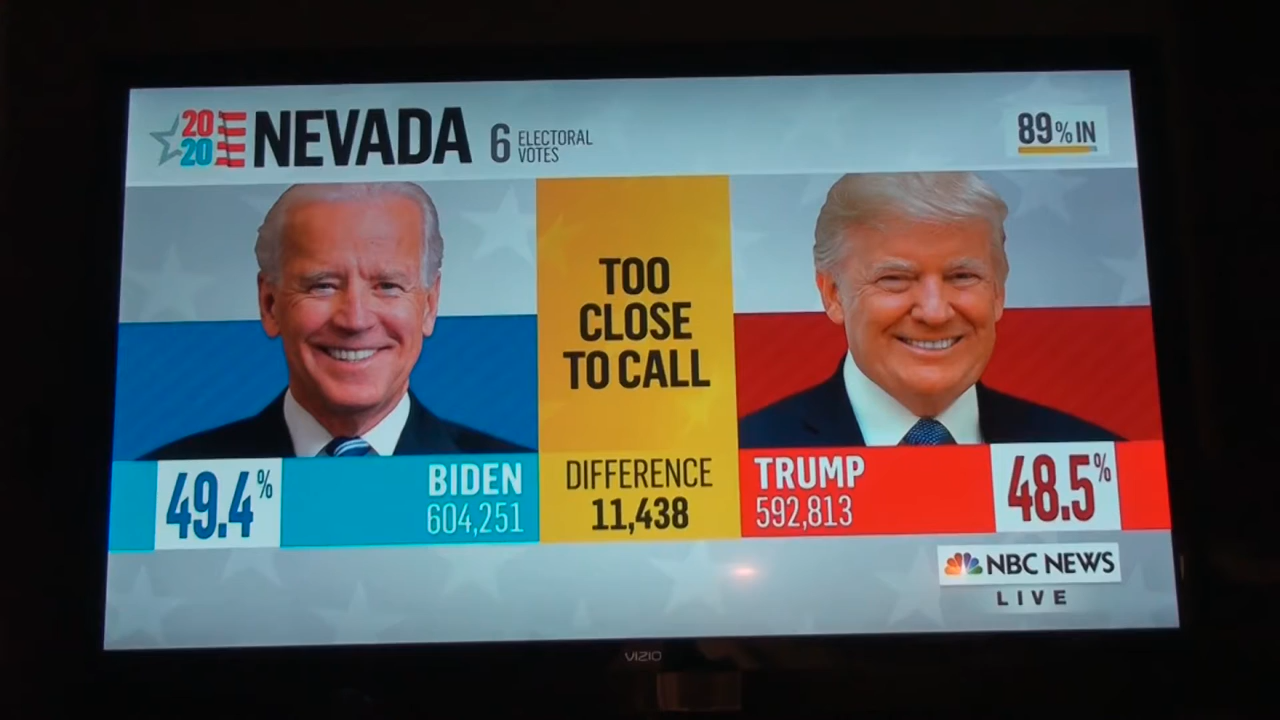 2020 NEVADA 6 ELECTORAL VOTES
89% IN
TOO
CLOSE
TO CALL
49.4%
BIDEN
604,251
DIFFERENCE
11,438
TRUMP
592,813
48.5%
NBC NEWS
LIVE
VIZIO